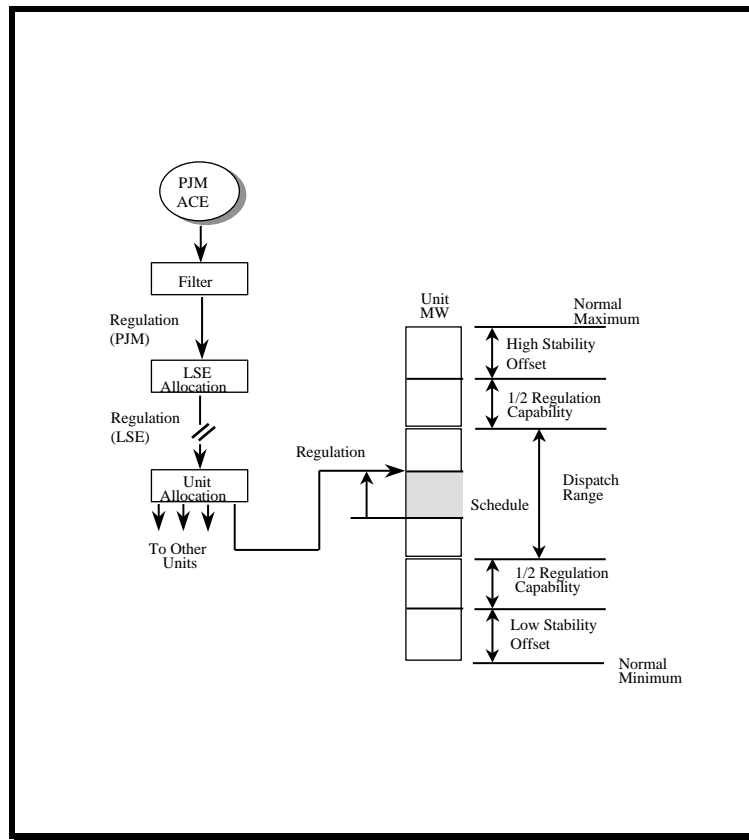 PJM
ACE
Filter
Regulation
(PJM)
LSE
Allocation
Regulation
(LSE)
Unit
Allocation
To Other
Units
Regulation
Unit
MW
Normal
Maximum
High Stability
Offset
1/2 Regulation
Capability
Schedule
Dispatch
Range
1/2 Regulation
Capability
Low Stability
Offset
Normal
Minimum